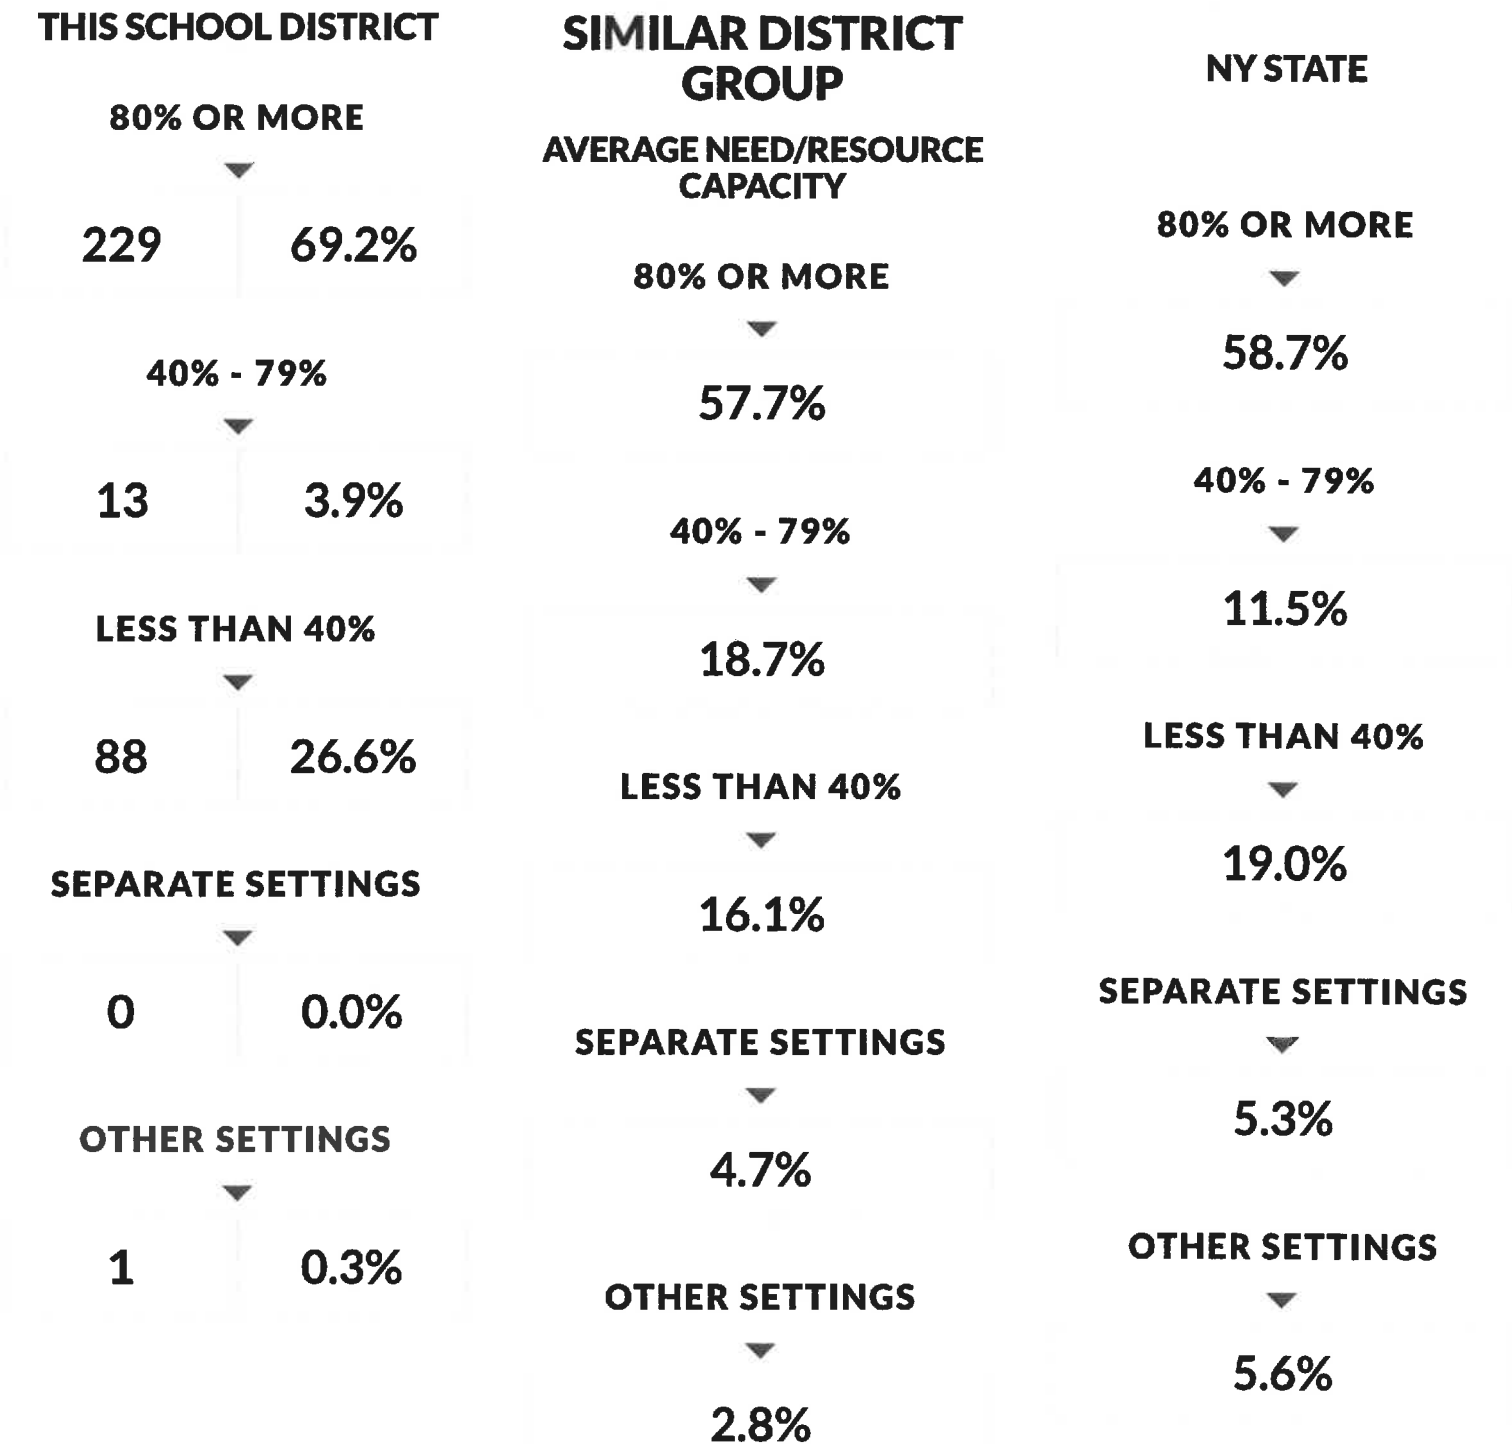 THIS SCHOOL DISTRICT
80% OR MORE
229 69.2%
40% - 79%
13 3.9%
LESS THAN 40%
88 26.6%
SEPARATE SETTINGS
0 0.0%
OTHER SETTINGS
1 0.3%
SIMILAR DISTRICT
GROUP
AVERAGE NEED/RESOURCE
CAPACITY
80% OR MORE
57.7%
40% - 79%
18.7%
LESS THAN 40%
16.1%
SEPARATE SETTINGS
4.7%
OTHER SETTINGS
2.8%
NY STATE
80% OR MORE
58.7%
40% - 79%
11.5%
LESS THAN 40%
19.0%
SEPARATE SETTINGS
5.3%
OTHER SETTINGS
5.6%